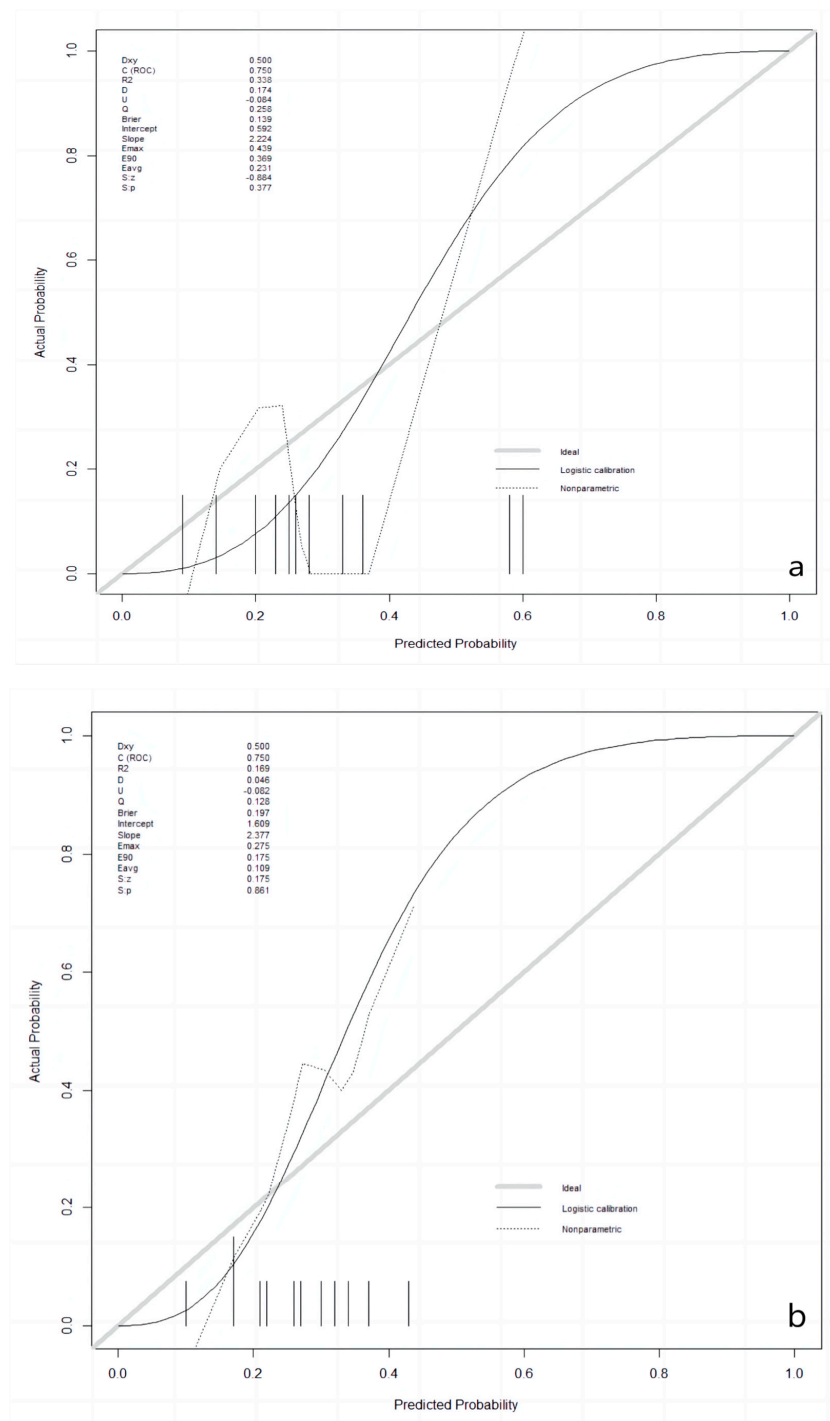 Dxy 0.500
C (ROC) 0.750
R2 0.338
D 0.174
U -0.084
Q 0.258
Brier 0.139
Intercept 0.592
Slope 2.224
Emax 0.439
E90 0.369
Eavg 0.231
S:z -0.884
S:p 0.377
1.0
0.8
0.6
0.4
0.2
0.0
Actual Probability
Ideal
Logistic calibration
Nonparametric
a
0.0 0.2 0.4 0.6 0.8 1.0
Predicted Probability
Dxy 0.500
C (ROC) 0.750
R2 0.169
D 0.046
U -0.082
Q 0.128
Brier 0.197
Intercept 1.609
Slope 2.377
Emax 0.275
E90 0.175
Eavg 0.109
S:z 0.175
S:p 0.861
1.0
0.8
0.6
0.4
0.2
0.0
Actual Probability
Ideal
Logistic calibration
Nonparametric
b
0.0 0.2 0.4 0.6 0.8 1.0
Predicted Probability